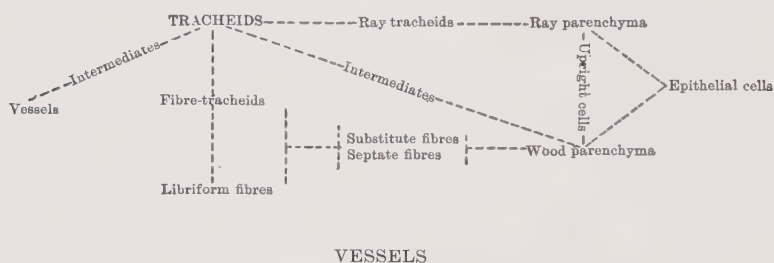 TRACHEIDS Ray tracheids Ray parenchyma
Intermediates
Intermediates
Upright cells
Epithelial cells
Vessels
Fibre-tracheids
Substitute fibres
Septate fibres
Wood parenchyma
Libriform fibres
VESSELS